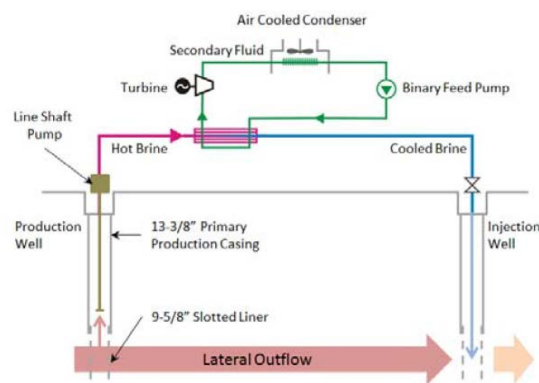 Air Cooled Condenser
Secondary Fluid
Turbine
Binary Feed Pump
Line Shaft
Pump
Hot Brine
Cooled Brine
Production
Well
13-3/8" Primary
Production Casing
Injection
Well
9-5/8" Slotted Liner
Lateral Outflow